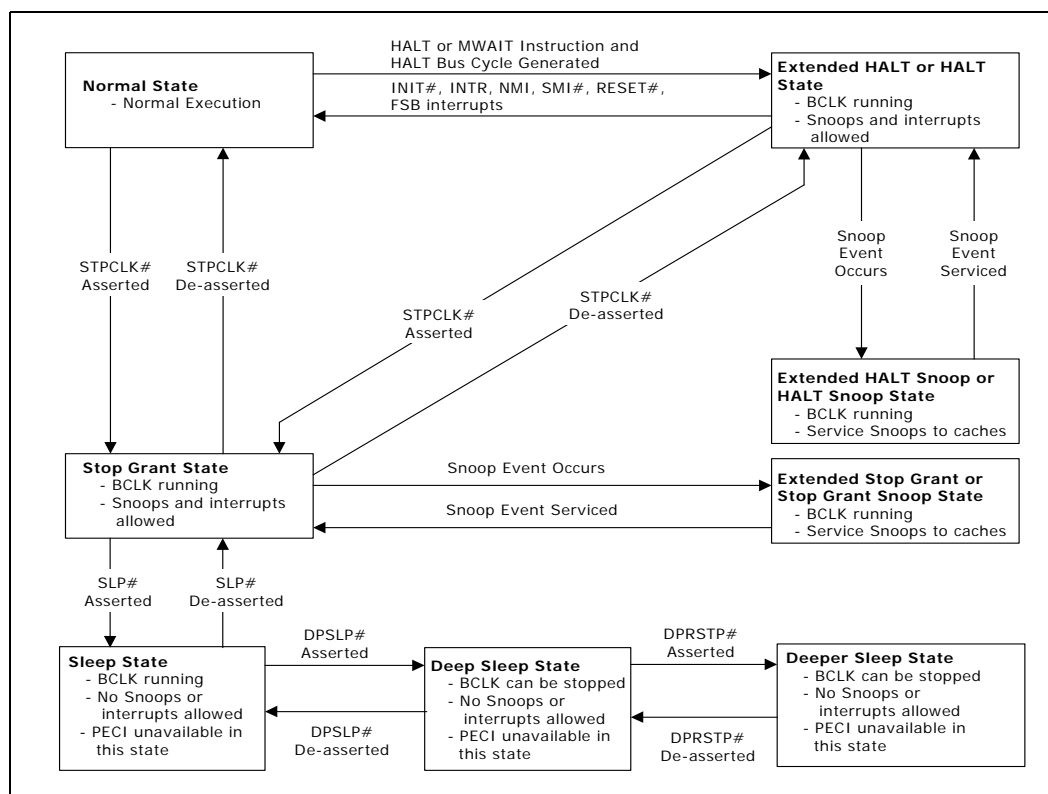 HALT or MWAIT Instruction and
HALT Bus Cycle Generated
Normal State
- Normal Execution
INIT#, INTR, NMI, SMI#, RESET#,
FSB interrupts
Extended HALT or HALT
State
- BCLK running
- Snoops and interrupts
allowed
STPCLK#
Asserted
STPCLK#
De-asserted
STPCLK#
Asserted
STPCLK#
De-asserted
Snoop
Event
Occurs
Snoop
Event
Serviced
Extended HALT Snoop or
HALT Snoop State
- BCLK running
- Service Snoops to caches
Stop Grant State
- BCLK running
- Snoops and interrupts
allowed
Snoop Event Occurs
Snoop Event Serviced
Extended Stop Grant or
Stop Grant Snoop State
- BCLK running
- Service Snoops to caches
SLP#
Asserted
SLP#
De-asserted
Sleep State
- BCLK running
- No Snoops or
interrupts allowed
- PECI unavailable in
this state
DPSLP#
Asserted
DPSLP#
De-asserted
Deep Sleep State
- BCLK can be stopped
- No Snoops or
interrupts allowed
- PECI unavailable in
this state
DPRSTP#
Asserted
DPRSTP#
De-asserted
Deeper Sleep State
- BCLK can be stopped
- No Snoops or
interrupts allowed
- PECI unavailable in
this state